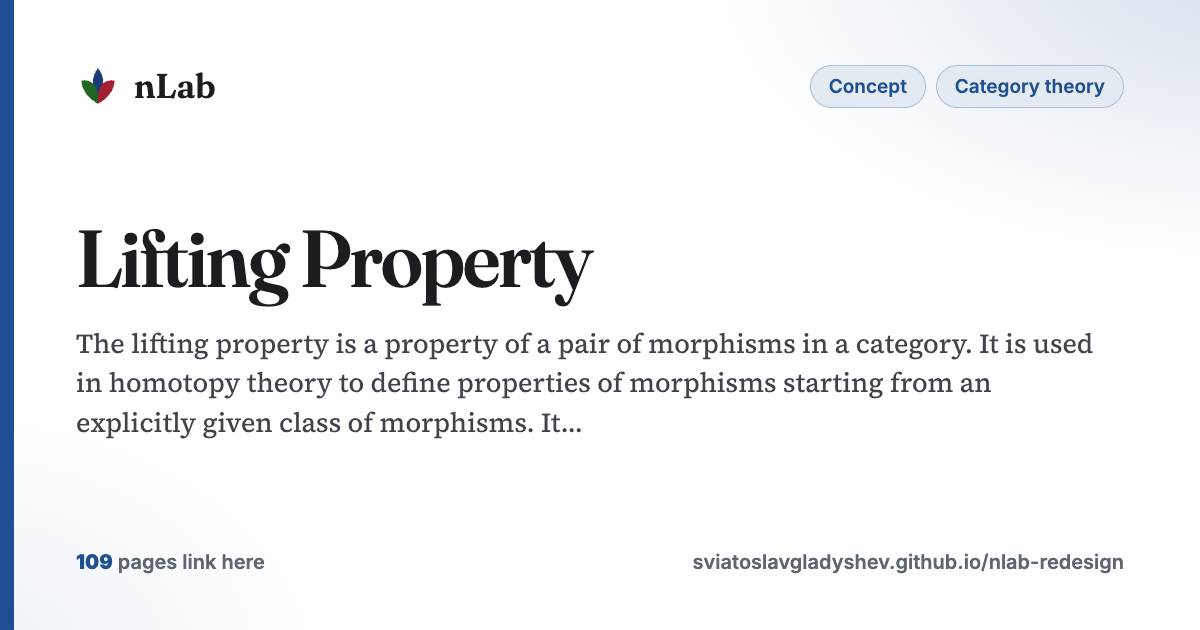 nLab
Concept
Category theory
Lifting Property
The lifting property is a property of a pair of morphisms in a category. It is used
in homotopy theory to define properties of morphisms starting from an
explicitly given class of morphisms. It...
109 pages link here
sviatoslavgladyshev.github.io/nlab-redesign